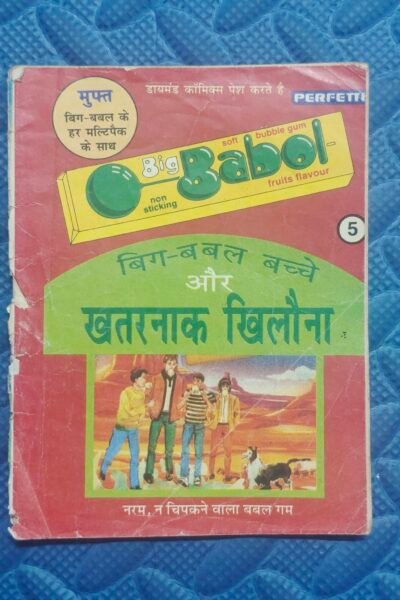 डायमंड कॉमिक्स पेश करते है
PERFETTI
मुफ्त
बिग-बबल के
हर मल्टिपैक
के साथ
Big Babol
soft bubble gum
non sticking
fruits flavour
5
बिग-बबल बच्चे
और
खतरनाक खिलौना
नरम, न चिपकने वाला बबल गम